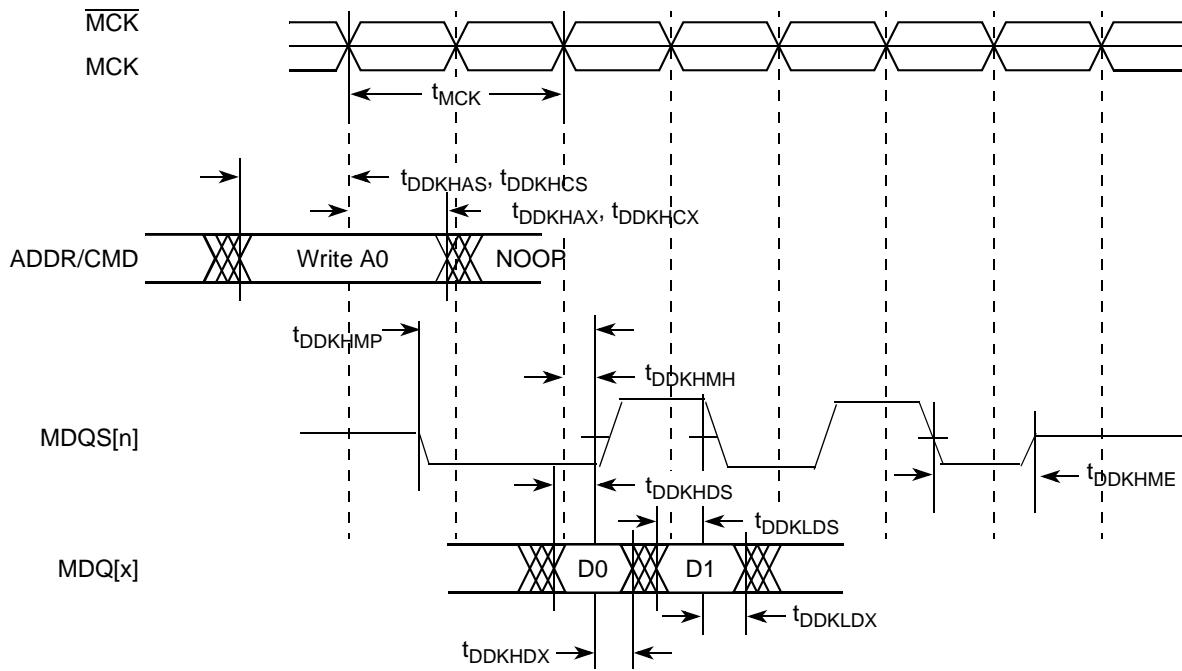 MCK
MCK
tMCK
tDDKHAS, tDDKHCS
tDDKHAX, tDDKHCX
ADDR/CMD
Write A0
NOOP
tDDKHMP
tDDKHMH
MDQS[n]
tDDKHDS
tDDKHME
tDDKLDS
MDQ[x]
D0
D1
tDDKLDX
tDDKHDX